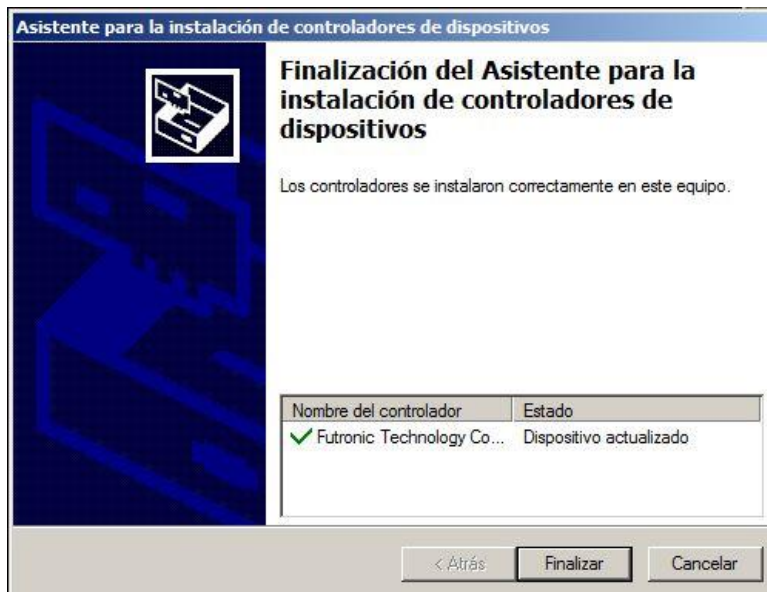 Asistente para la instalación de controladores de dispositivos
Finalización del Asistente para la
instalación de controladores de
dispositivos
Los controladores se instalaron correctamente en este equipo.
Nombre del controlador Estado
Futronic Technology Co... Dispositivo actualizado
< Atrás Finalizar Cancelar